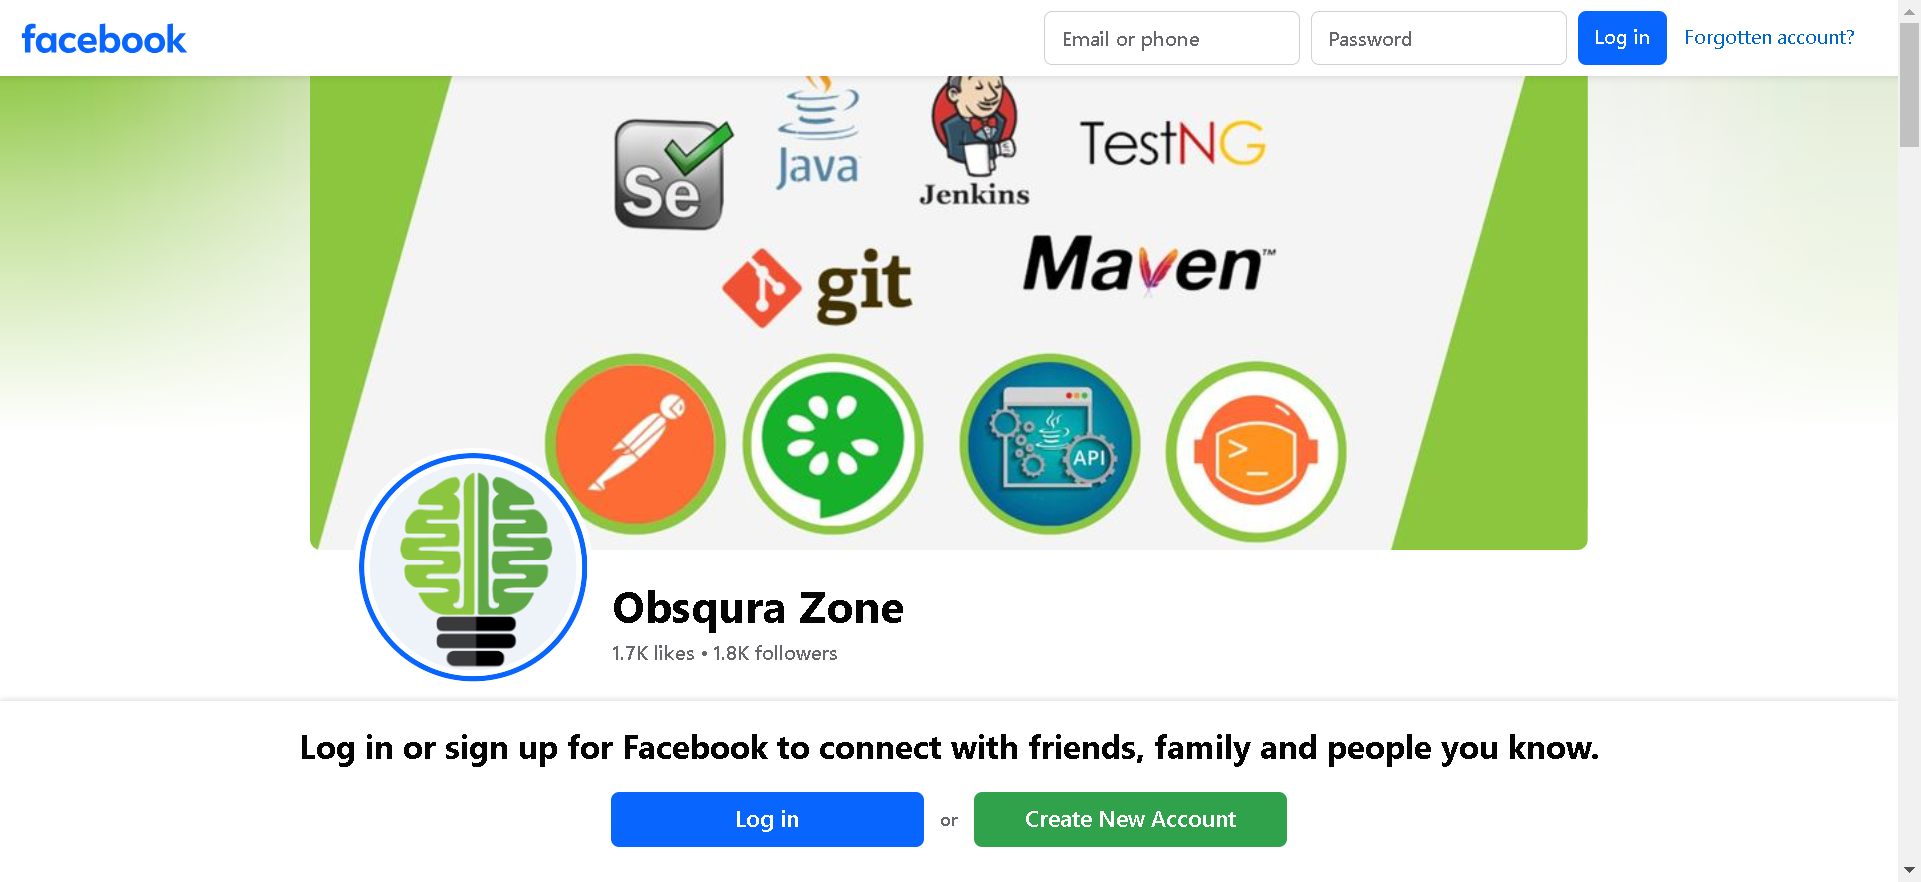 facebook
Email or phone
Password
Log in
Forgotten account?
Se
Java
Jenkins
TestNG
git
Maven™
API
>_
Obsqura Zone
1.7K likes • 1.8K followers
Log in or sign up for Facebook to connect with friends, family and people you know.
Log in
or
Create New Account